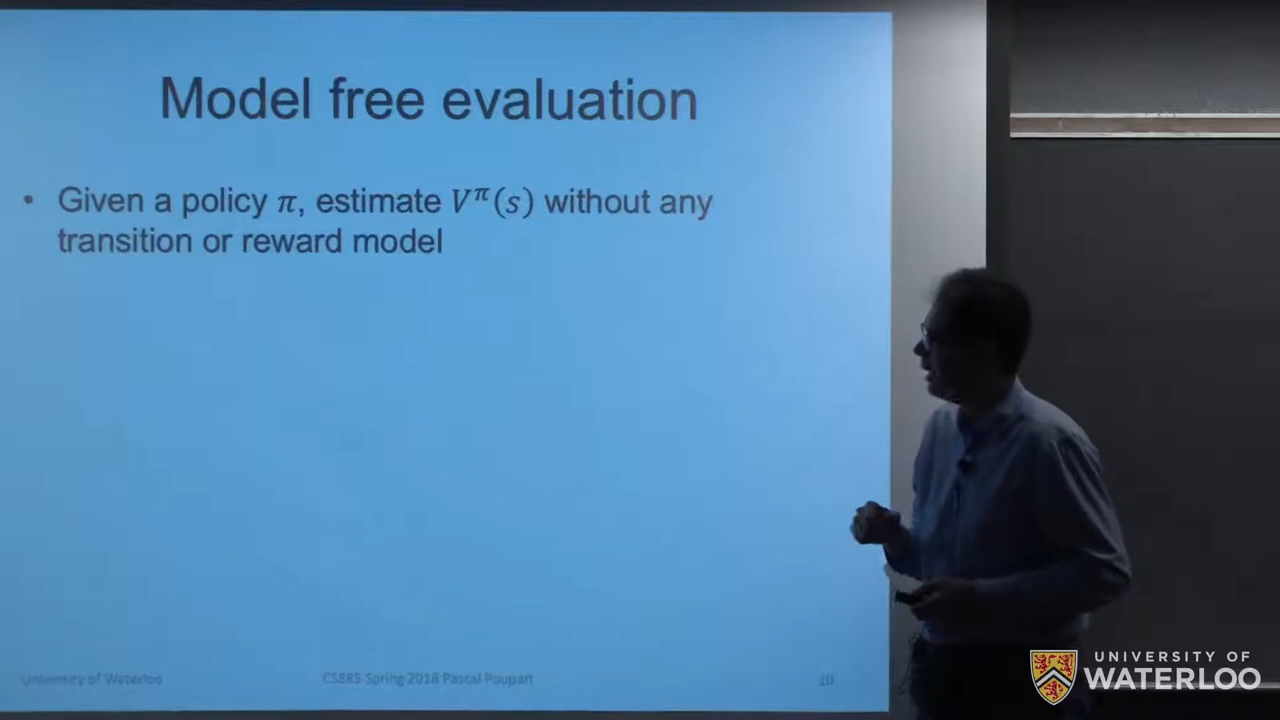 Model free evaluation
• Given a policy π, estimate V^π(s) without any
transition or reward model
University of Waterloo
CS885 Spring 2018 Pascal Poupart
10
UNIVERSITY OF
WATERLOO